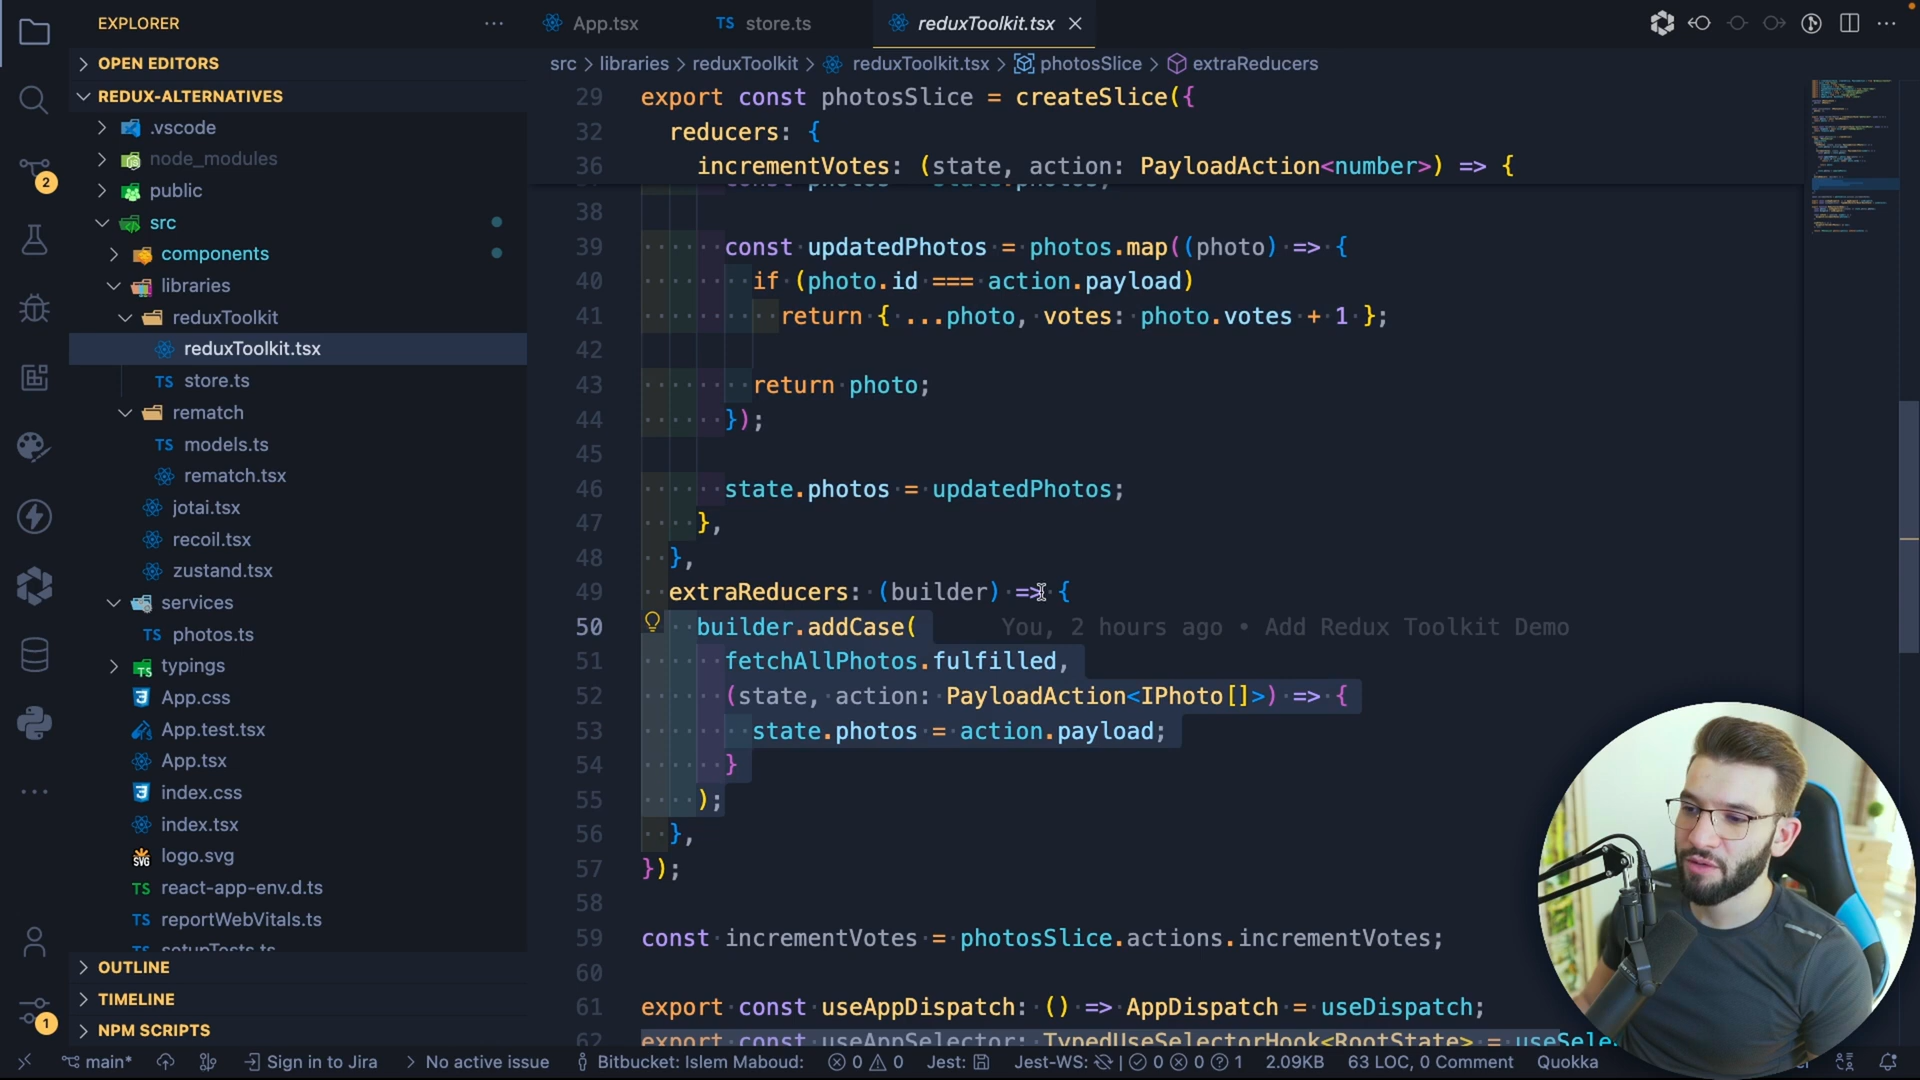 EXPLORER
OPEN EDITORS
REDUX-ALTERNATIVES
.vscode
node_modules
public
src
components
libraries
reduxToolkit
reduxToolkit.tsx
store.ts
rematch
models.ts
rematch.tsx
jotai.tsx
recoil.tsx
zustand.tsx
services
photos.ts
typings
App.css
App.test.tsx
App.tsx
index.css
index.tsx
logo.svg
react-app-env.d.ts
reportWebVitals.ts
setupTests.ts
OUTLINE
TIMELINE
NPM SCRIPTS
2
1
App.tsx
TS store.ts
reduxToolkit.tsx
src > libraries > reduxToolkit > reduxToolkit.tsx > photosSlice > extraReducers
29 export const photosSlice = createSlice({
32 reducers: {
36 incrementVotes: (state, action: PayloadAction<number>) => {
const photos = state.photos;
38
39 const updatedPhotos = photos.map((photo) => {
40 if (photo.id === action.payload)
41 return { ...photo, votes: photo.votes + 1 };
42
43 return photo;
44 });
45
46 state.photos = updatedPhotos;
47 },
48 },
49 extraReducers: (builder) => {
50 builder.addCase( You, 2 hours ago • Add Redux Toolkit Demo
51 fetchAllPhotos.fulfilled,
52 (state, action: PayloadAction<IPhoto[]>) => {
53 state.photos = action.payload;
54 }
55 );
56 },
57 });
58
59 const incrementVotes = photosSlice.actions.incrementVotes;
60
61 export const useAppDispatch: () => AppDispatch = useDispatch;
62 export const useAppSelector: TypedUseSelectorHook<RootState> = useSele
main* Sign in to Jira > No active issue Bitbucket: Islem Maboud: 0 0 Jest: Jest-WS: | 0 0 1 2.09KB 63 LOC, 0 Comment Quokka